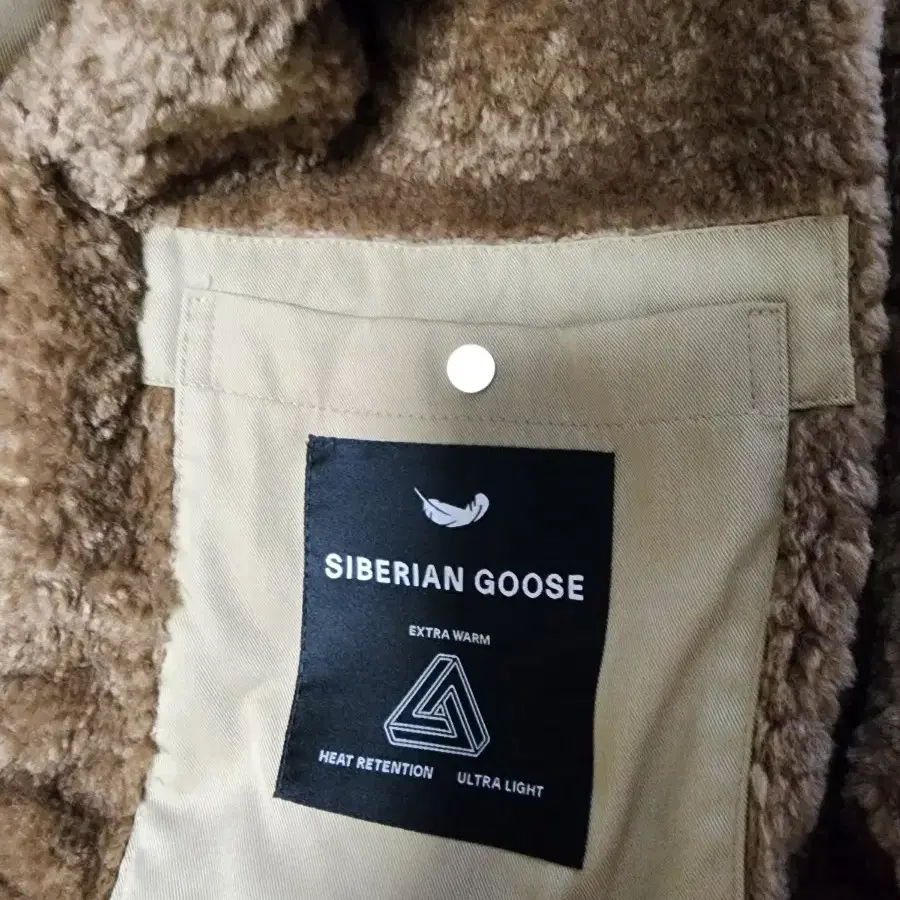 SIBERIAN GOOSE
EXTRA WARM
HEAT RETENTION ULTRA LIGHT